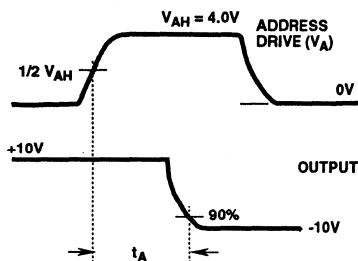 V_AH = 4.0V
ADDRESS
DRIVE (V_A)
1/2 V_AH
0V
+10V
OUTPUT
90%
-10V
t_A